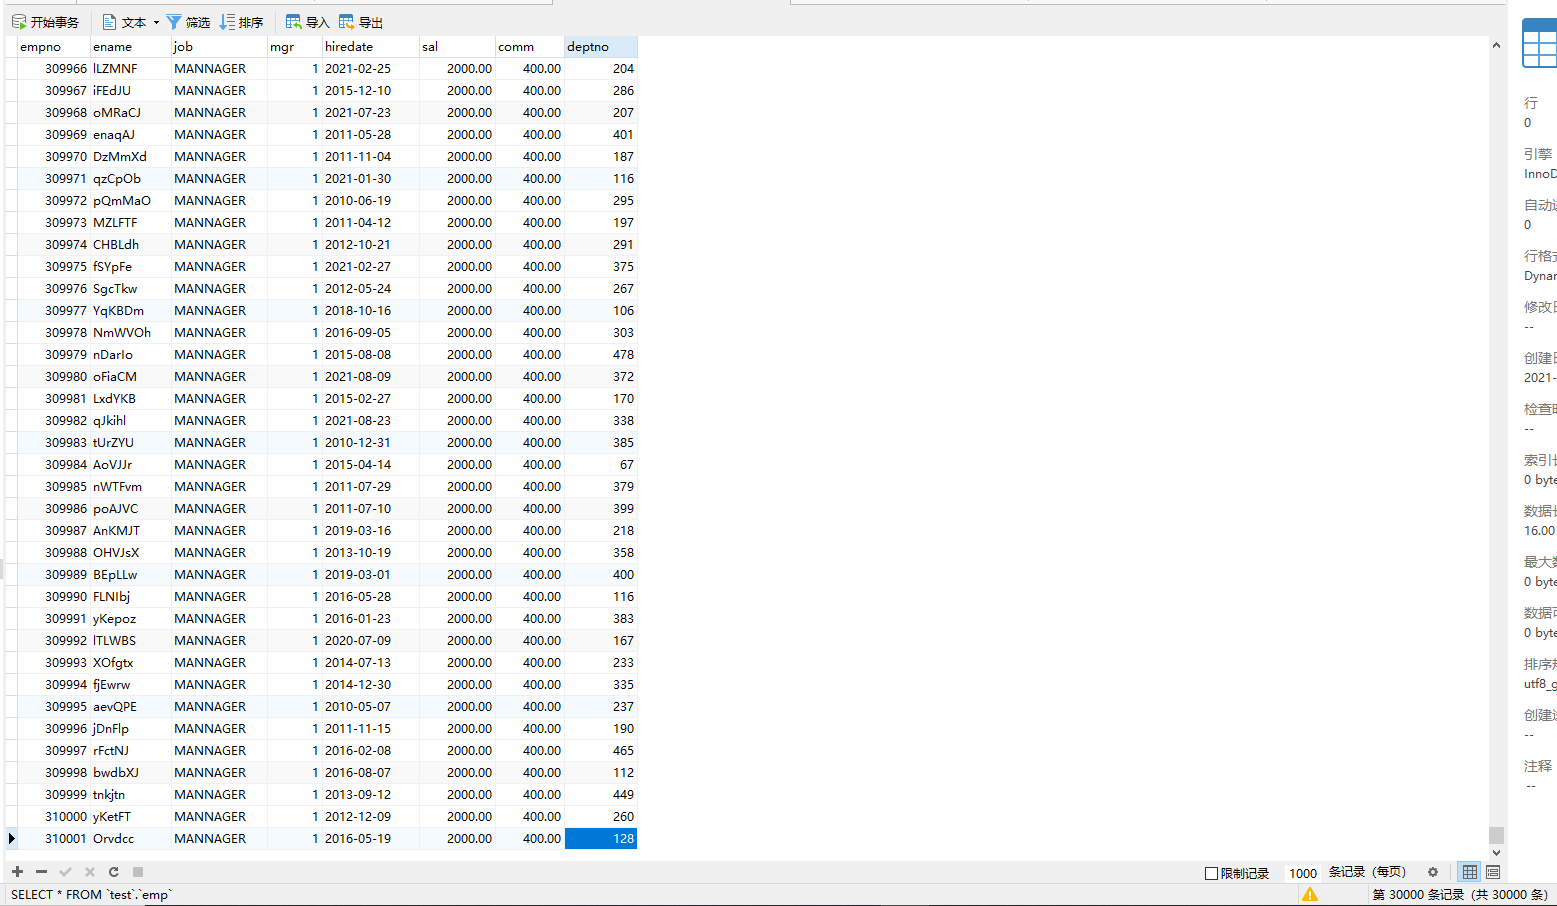 开始事务 文本 筛选 排序 导入 导出
empno ename job mgr hiredate sal comm deptno
309966 lLZMNF MANNAGER 1 2021-02-25 2000.00 400.00 204
309967 iFEdJU MANNAGER 1 2015-12-10 2000.00 400.00 286
309968 oMRaCJ MANNAGER 1 2021-07-23 2000.00 400.00 207
309969 enaqAJ MANNAGER 1 2011-05-28 2000.00 400.00 401
309970 DzMmXd MANNAGER 1 2011-11-04 2000.00 400.00 187
309971 qzCpOb MANNAGER 1 2021-01-30 2000.00 400.00 116
309972 pQmMaO MANNAGER 1 2010-06-19 2000.00 400.00 295
309973 MZLFTF MANNAGER 1 2011-04-12 2000.00 400.00 197
309974 CHBLdh MANNAGER 1 2012-10-21 2000.00 400.00 291
309975 fSYpFe MANNAGER 1 2021-02-27 2000.00 400.00 375
309976 SgcTkw MANNAGER 1 2012-05-24 2000.00 400.00 267
309977 YqKBDm MANNAGER 1 2018-10-16 2000.00 400.00 106
309978 NmWVOh MANNAGER 1 2016-09-05 2000.00 400.00 303
309979 nDarIo MANNAGER 1 2015-08-08 2000.00 400.00 478
309980 oFiaCM MANNAGER 1 2021-08-09 2000.00 400.00 372
309981 LxdYKB MANNAGER 1 2015-02-27 2000.00 400.00 170
309982 qJkihl MANNAGER 1 2021-08-23 2000.00 400.00 338
309983 tUrZYU MANNAGER 1 2010-12-31 2000.00 400.00 385
309984 AoVJJr MANNAGER 1 2015-04-14 2000.00 400.00 67
309985 nWTFvm MANNAGER 1 2011-07-29 2000.00 400.00 379
309986 poAJVC MANNAGER 1 2011-07-10 2000.00 400.00 399
309987 AnKMJT MANNAGER 1 2019-03-16 2000.00 400.00 218
309988 OHVJsX MANNAGER 1 2013-10-19 2000.00 400.00 358
309989 BEpLLw MANNAGER 1 2019-03-01 2000.00 400.00 400
309990 FLNIbj MANNAGER 1 2016-05-28 2000.00 400.00 116
309991 yKepoz MANNAGER 1 2016-01-23 2000.00 400.00 383
309992 lTLWBS MANNAGER 1 2020-07-09 2000.00 400.00 167
309993 XOfgtx MANNAGER 1 2014-07-13 2000.00 400.00 233
309994 fjEwrw MANNAGER 1 2014-12-30 2000.00 400.00 335
309995 aevQPE MANNAGER 1 2010-05-07 2000.00 400.00 237
309996 jDnFlp MANNAGER 1 2011-11-15 2000.00 400.00 190
309997 rFctNJ MANNAGER 1 2016-02-08 2000.00 400.00 465
309998 bwdbXJ MANNAGER 1 2016-08-07 2000.00 400.00 112
309999 tnkjtn MANNAGER 1 2013-09-12 2000.00 400.00 449
310000 yKetFT MANNAGER 1 2012-12-09 2000.00 400.00 260
310001 Orvdcc MANNAGER 1 2016-05-19 2000.00 400.00 128
限制记录 1000 条记录 (每页)
SELECT * FROM `test`.`emp`
第 30000 条记录 (共 30000 条)
行
0
引擎
InnoD
自动
0
行格
Dynar
修改
--
创建
2021-
检查
--
索引
0 byte
数据
16.00
最大
0 byte
数据
0 byte
排序
utf8_g
创建
--
注释
--